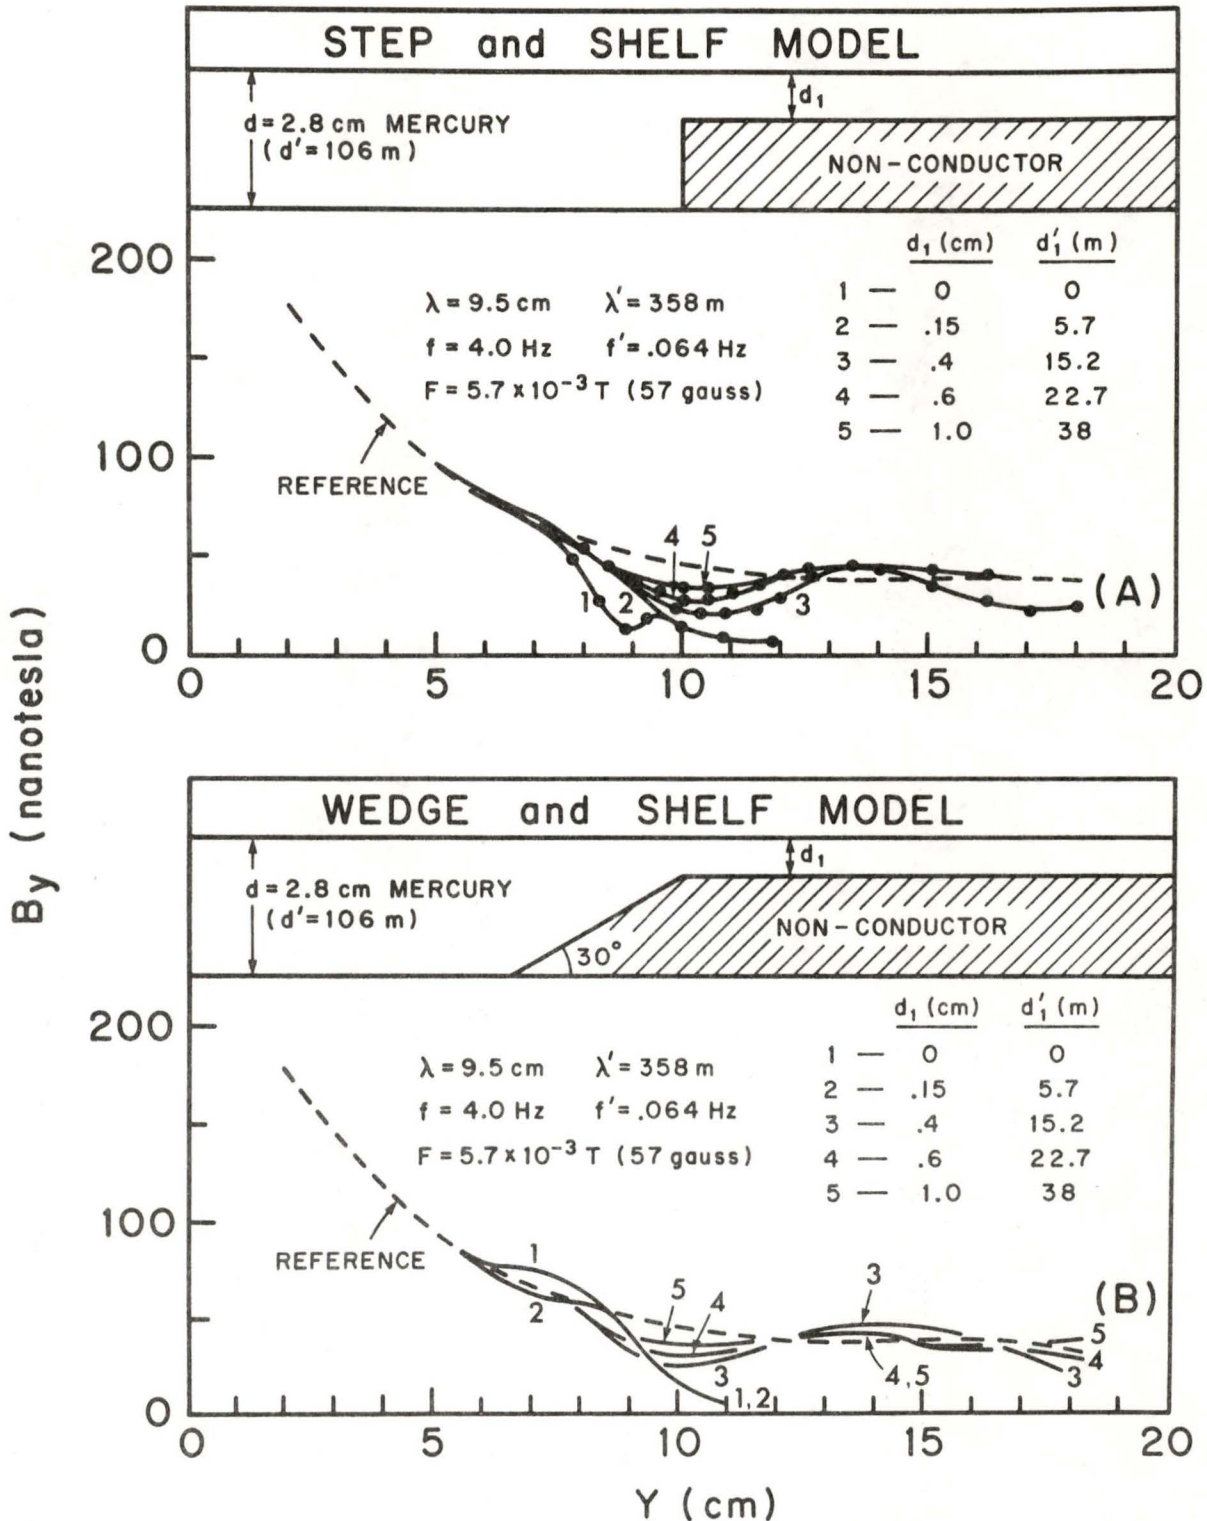 STEP and SHELF MODEL
d₁
d = 2.8 cm MERCURY
(d′ = 106 m)
NON-CONDUCTOR
d₁ (cm) d₁′ (m)
1 — 0 0
2 — .15 5.7
3 — .4 15.2
4 — .6 22.7
5 — 1.0 38
λ = 9.5 cm λ′ = 358 m
f = 4.0 Hz f′ = .064 Hz
F = 5.7 × 10⁻³ T (57 gauss)
200
100
0
REFERENCE
4 5
1 2 3
(A)
0 5 10 15 20
B_y (nanotesla)
WEDGE and SHELF MODEL
d₁
d = 2.8 cm MERCURY
(d′ = 106 m)
30°
NON-CONDUCTOR
d₁ (cm) d₁′ (m)
1 — 0 0
2 — .15 5.7
3 — .4 15.2
4 — .6 22.7
5 — 1.0 38
λ = 9.5 cm λ′ = 358 m
f = 4.0 Hz f′ = .064 Hz
F = 5.7 × 10⁻³ T (57 gauss)
200
100
0
REFERENCE
1
2
5 4
3
1,2
3
4,5
(B)
5
4
3
0 5 10 15 20
Y (cm)